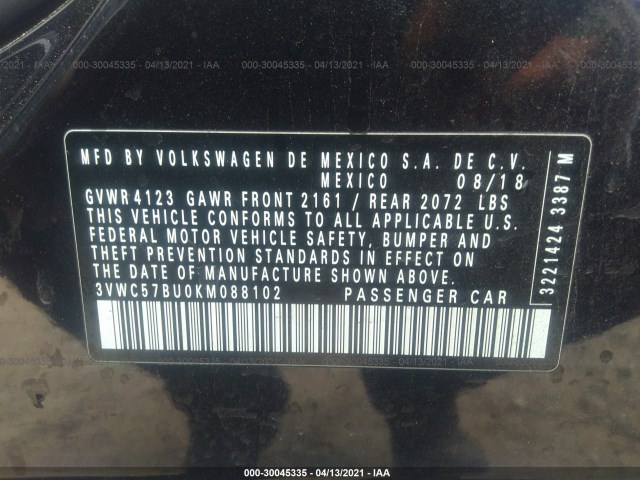 000-30045335 - 04/13/2021 - IAA
MFD BY VOLKSWAGEN DE MEXICO S.A. DE C.V.
MEXICO 08/18
GVWR 4123 GAWR FRONT 2161 / REAR 2072 LBS
THIS VEHICLE CONFORMS TO ALL APPLICABLE U.S.
FEDERAL MOTOR VEHICLE SAFETY, BUMPER AND
THEFT PREVENTION STANDARDS IN EFFECT ON
THE DATE OF MANUFACTURE SHOWN ABOVE.
3VWC57BU0KM088102 PASSENGER CAR
3221424 3387 M
000-30045335 - 04/13/2021 - IAA